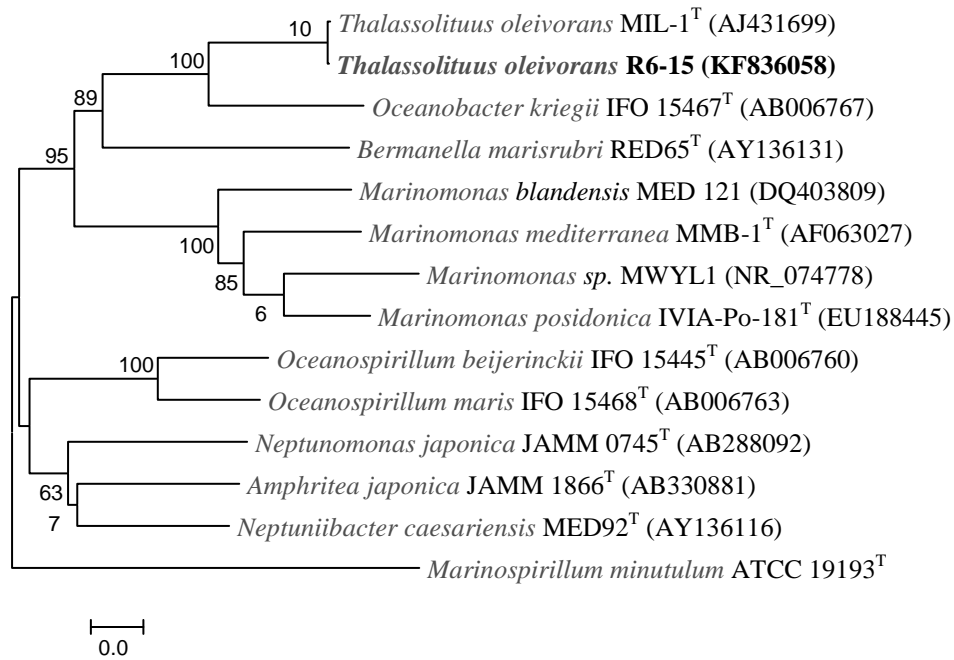 10
Thalassolituus oleivorans MIL-1T (AJ431699)
Thalassolituus oleivorans R6-15 (KF836058)
100
89
Oceanobacter kriegii IFO 15467T (AB006767)
Bermanella marisrubri RED65T (AY136131)
95
Marinomonas blandensis MED 121 (DQ403809)
100
Marinomonas mediterranea MMB-1T (AF063027)
85
Marinomonas sp. MWYL1 (NR_074778)
6
Marinomonas posidonica IVIA-Po-181T (EU188445)
100
Oceanospirillum beijerinckii IFO 15445T (AB006760)
Oceanospirillum maris IFO 15468T (AB006763)
Neptunomonas japonica JAMM 0745T (AB288092)
63
Amphritea japonica JAMM 1866T (AB330881)
7
Neptuniibacter caesariensis MED92T (AY136116)
Marinospirillum minutulum ATCC 19193T
0.0